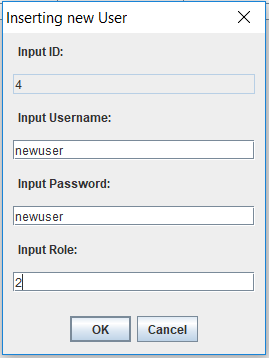 Inserting new User
Input ID:
4
Input Username:
newuser
Input Password:
newuser
Input Role:
2
OK Cancel